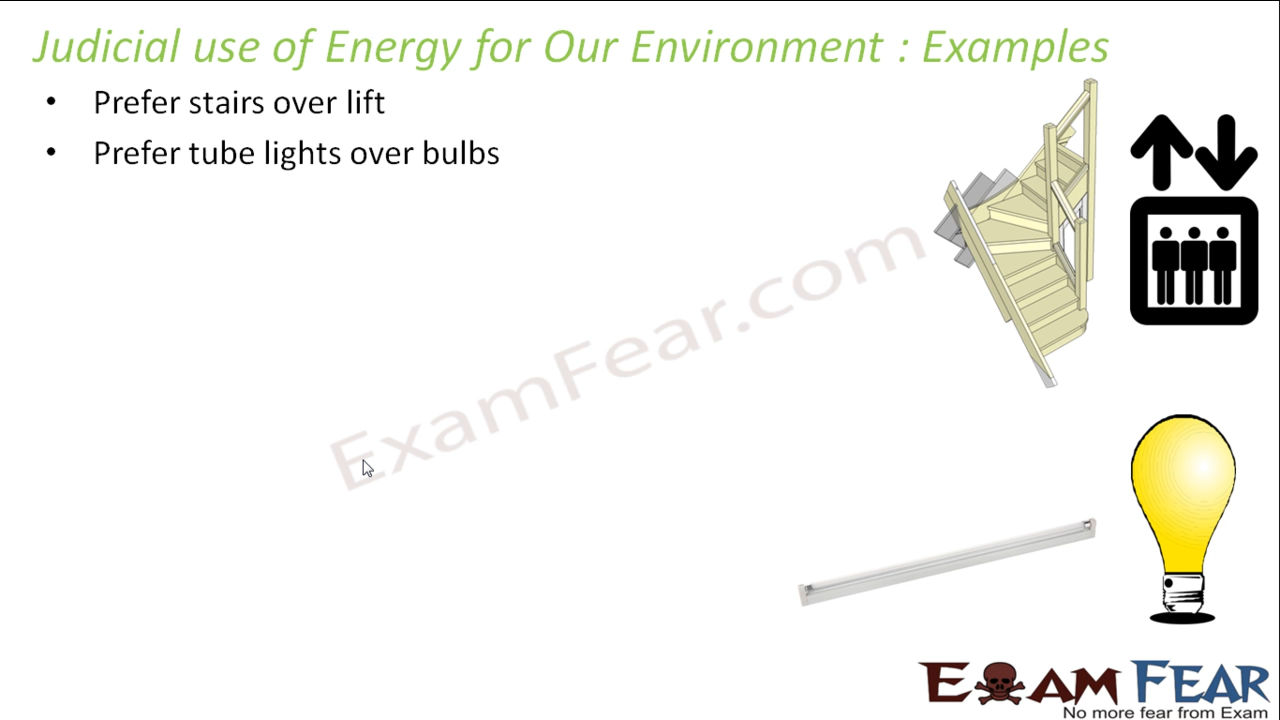 Judicial use of Energy for Our Environment : Examples
• Prefer stairs over lift
• Prefer tube lights over bulbs
ExamFear.com
EXAM FEAR
No more fear from Exam